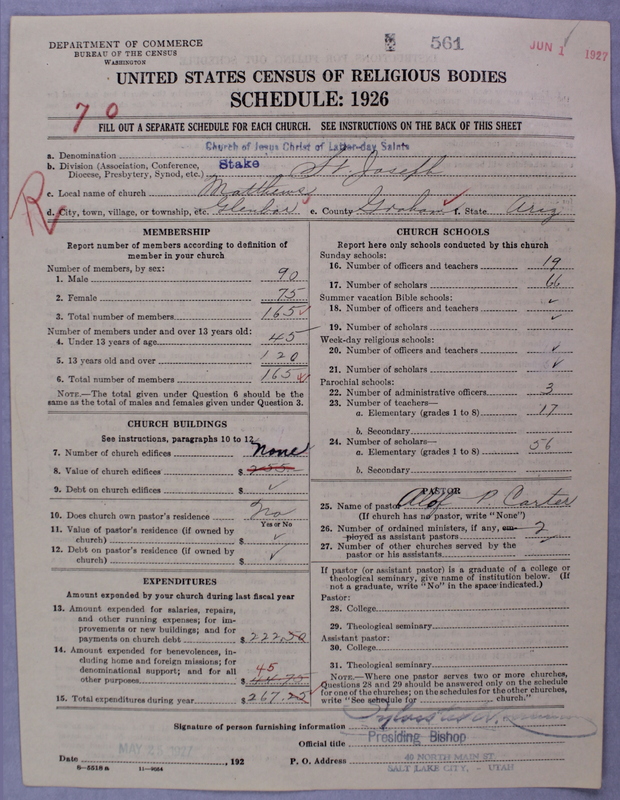 DEPARTMENT OF COMMERCE
BUREAU OF THE CENSUS
WASHINGTON
561
JUN 1 1927
UNITED STATES CENSUS OF RELIGIOUS BODIES
SCHEDULE: 1926
7 0
FILL OUT A SEPARATE SCHEDULE FOR EACH CHURCH. SEE INSTRUCTIONS ON THE BACK OF THIS SHEET
a. Denomination Church of Jesus Christ of Latter-day Saints
b. Division (Association, Conference, Diocese, Presbytery, Synod, etc.) Stake St Joseph
c. Local name of church Matthews
R
d. City, town, village, or township, etc. Glenbar e. County Graham f. State Ariz
MEMBERSHIP
Report number of members according to definition of
member in your church
Number of members, by sex:
1. Male 90
2. Female 75
3. Total number of members 165
Number of members under and over 13 years old:
4. Under 13 years of age 45
5. 13 years old and over 120
6. Total number of members 165
NOTE.—The total given under Question 6 should be
same as the total of males and females given under Question 3.
CHURCH BUILDINGS
See instructions, paragraphs 10 to 12
7. Number of church edifices none
8. Value of church edifices $
9. Debt on church edifices $ ✓
10. Does church own pastor's residence No
Yes or No
11. Value of pastor's residence (if owned by
church) $ ✓
12. Debt on pastor's residence (if owned by
church) $ ✓
EXPENDITURES
Amount expended by your church during last fiscal year
13. Amount expended for salaries, repairs,
and other running expenses; for im-
provements or new buildings; and for
payments on church debt $ 222.50
14. Amount expended for benevolences, in-
cluding home and foreign missions; for
denominational support; and for all 45
other purposes 44.75
15. Total expenditures during year $ 267.25
CHURCH SCHOOLS
Report here only schools conducted by this church
Sunday schools:
16. Number of officers and teachers 19
17. Number of scholars 66
Summer vacation Bible schools:
18. Number of officers and teachers ✓
19. Number of scholars ✓
Week-day religious schools:
20. Number of officers and teachers ✓
21. Number of scholars ✓
Parochial schools:
22. Number of administrative officers 3
23. Number of teachers—
a. Elementary (grades 1 to 8) 17
b. Secondary
24. Number of scholars—
a. Elementary (grades 1 to 8) 56
b. Secondary
PASTOR
25. Name of pastor P. Carter
(If church has no pastor, write "None")
26. Number of ordained ministers, if any, em-
ployed as assistant pastors 2
27. Number of other churches served by the
pastor or his assistants
If pastor (or assistant pastor) is a graduate of a college or
theological seminary, give name of institution below. (If
not a graduate, write "No" in the space indicated.)
Pastor:
28. College
29. Theological seminary
Assistant pastor:
30. College
31. Theological seminary
NOTE.—Where one pastor serves two or more churches,
Questions 28 and 29 should be answered only on the schedule
for one of the churches; on the schedules for the other churches,
write "See schedule for church."
Signature of person furnishing information
Official title Presiding Bishop
MAY 25 1927
Date , 192 P. O. Address 40 NORTH MAIN ST.
SALT LAKE CITY, - UTAH
8—5518 a 11—9054